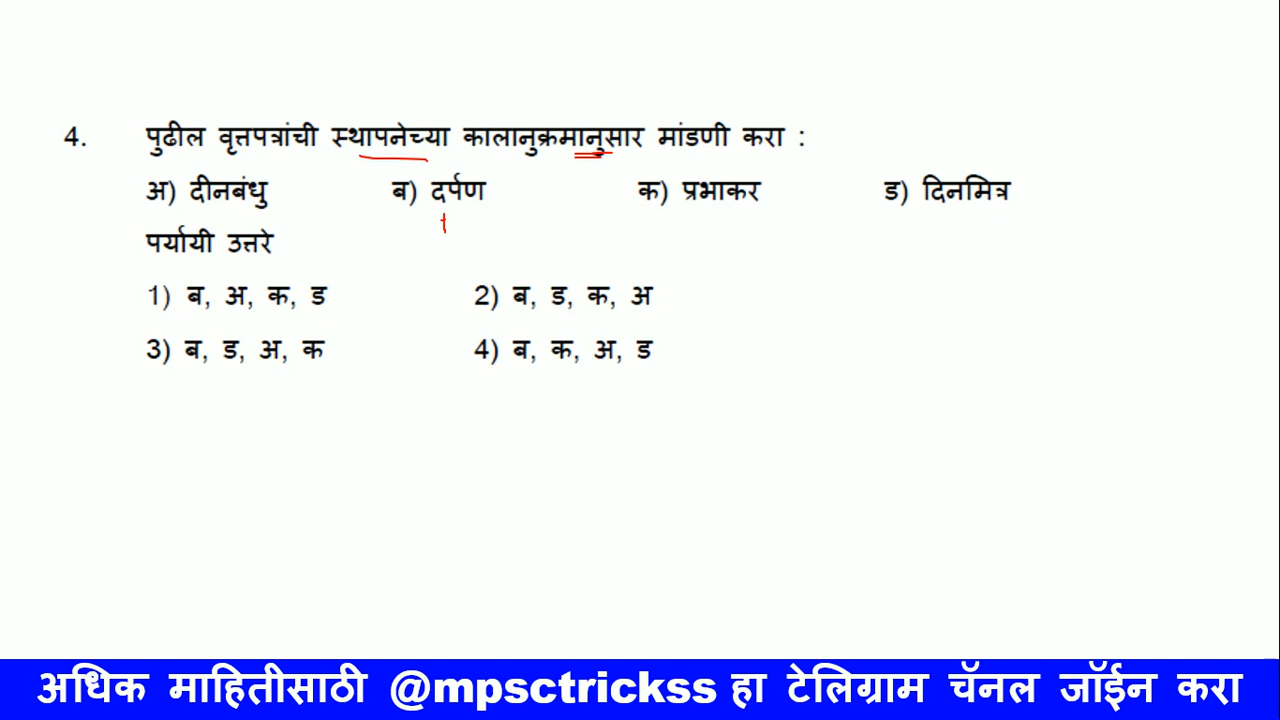 4. पुढील वृत्तपत्रांची स्थापनेच्या कालानुक्रमानुसार मांडणी करा :
अ) दीनबंधु ब) दर्पण क) प्रभाकर ड) दिनमित्र
पर्यायी उत्तरे
1) ब, अ, क, ड 2) ब, ड, क, अ
3) ब, ड, अ, क 4) ब, क, अ, ड
अधिक माहितीसाठी @mpsctrickss हा टेलिग्राम चॅनल जॉईन करा